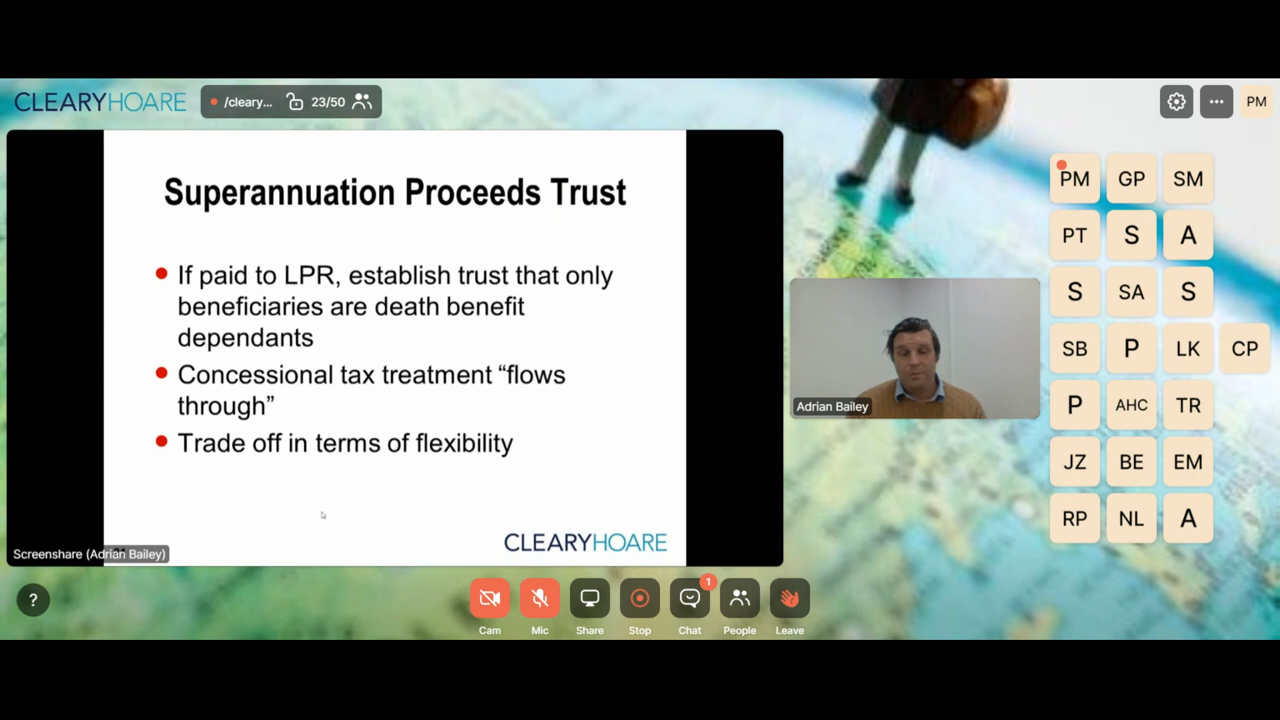 CLEARYHOARE
/cleary... 23/50
PM
Superannuation Proceeds Trust
If paid to LPR, establish trust that only
beneficiaries are death benefit
dependants
Concessional tax treatment “flows
through”
Trade off in terms of flexibility
CLEARYHOARE
Screenshare (Adrian Bailey)
Adrian Bailey
PM GP SM
PT S A
S SA S
SB P LK CP
P AHC TR
JZ BE EM
RP NL A
?
1
Cam Mic Share Stop Chat People Leave